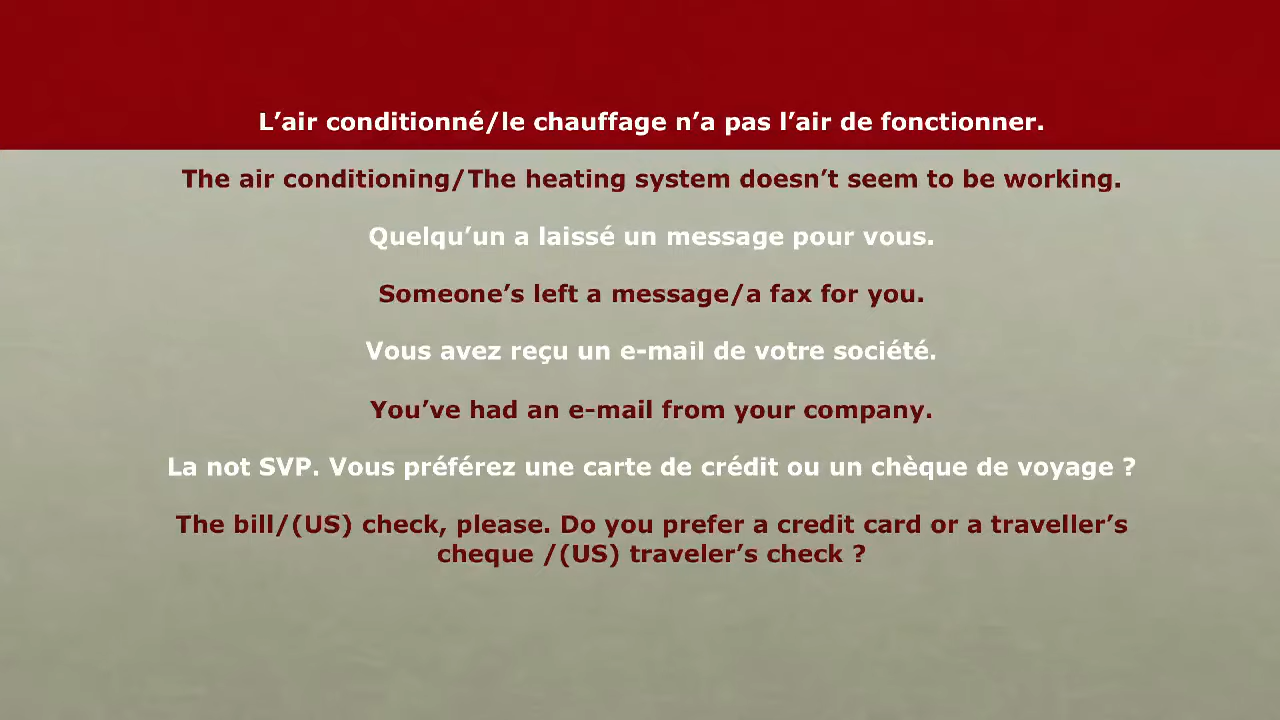 L’air conditionné/le chauffage n’a pas l’air de fonctionner.
The air conditioning/The heating system doesn’t seem to be working.
Quelqu’un a laissé un message pour vous.
Someone’s left a message/a fax for you.
Vous avez reçu un e-mail de votre société.
You’ve had an e-mail from your company.
La not SVP. Vous préférez une carte de crédit ou un chèque de voyage ?
The bill/(US) check, please. Do you prefer a credit card or a traveller’s
cheque /(US) traveler’s check ?